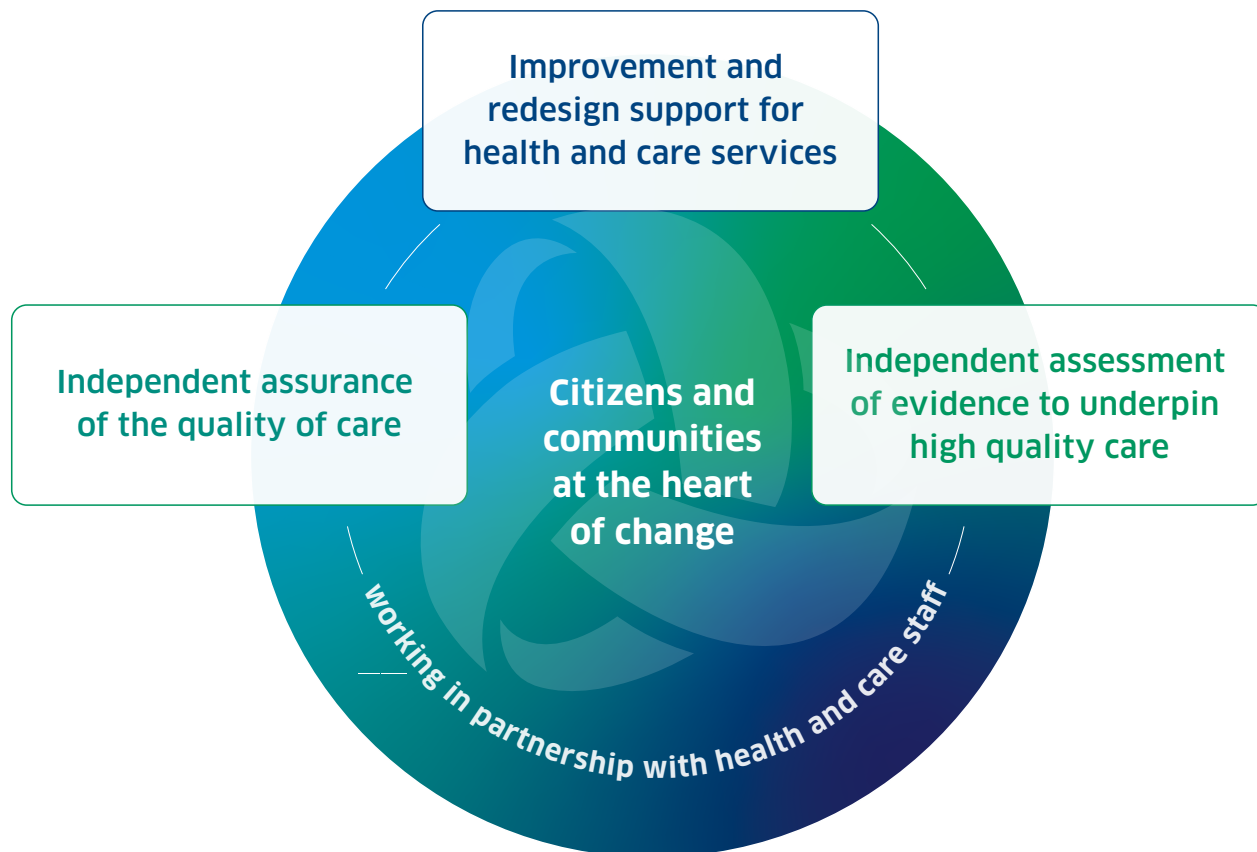 Improvement and
redesign support for
health and care services
Independent assurance
of the quality of care
Independent assessment
of evidence to underpin
high quality care
Citizens and
communities
at the heart
of change
working in partnership with health and care staff